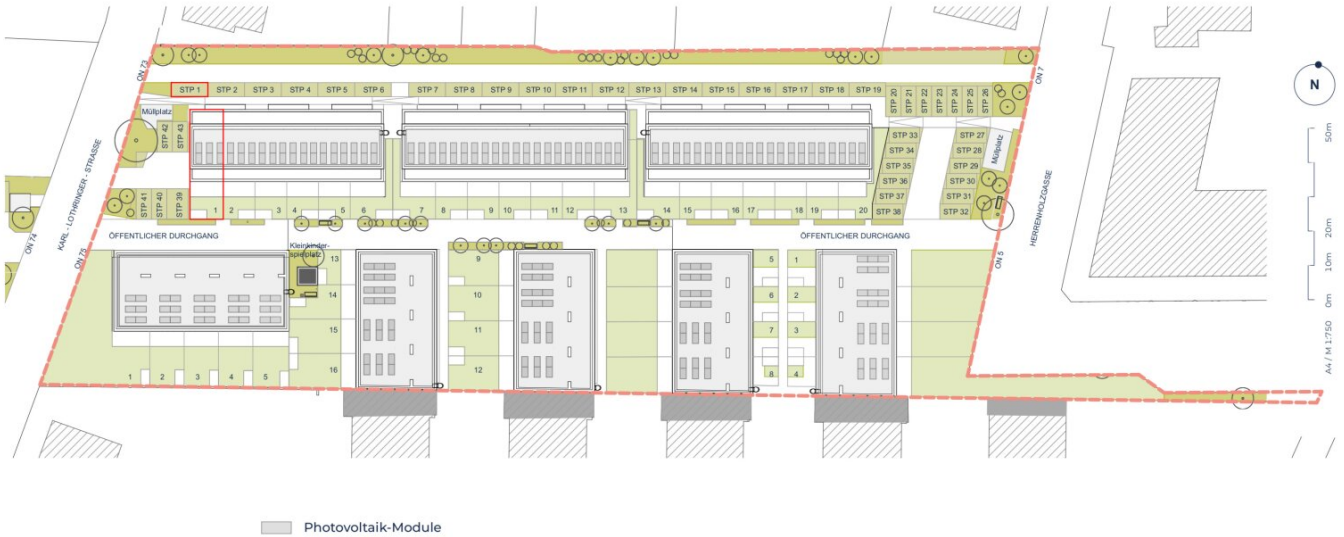 ON 73
ON 7
STP 1
STP 2
STP 3
STP 4
STP 5
STP 6
STP 7
STP 8
STP 9
STP 10
STP 11
STP 12
STP 13
STP 14
STP 15
STP 16
STP 17
STP 18
STP 19
STP 20
STP 21
STP 22
STP 23
STP 24
STP 25
STP 26
N
Müllplatz
STP 42
STP 43
STP 33
STP 34
STP 35
STP 36
STP 37
STP 38
STP 27
STP 28
STP 29
STP 30
STP 31
STP 32
Müllplatz
KARL - LOTHRINGER - STRASSE
HERRENHOLZGASSE
STP 41
STP 40
STP 39
1
2
3
4
5
6
7
8
9
10
11
12
13
14
15
16
17
18
19
20
ON 74
ON 75
ON 5
ÖFFENTLICHER DURCHGANG
ÖFFENTLICHER DURCHGANG
Kleinkinder-
spielplatz
13
14
15
16
9
10
11
12
5
6
7
8
1
2
3
4
1
2
3
4
5
50m
20m
10m
0m
A4 / M 1:750
Photovoltaik-Module